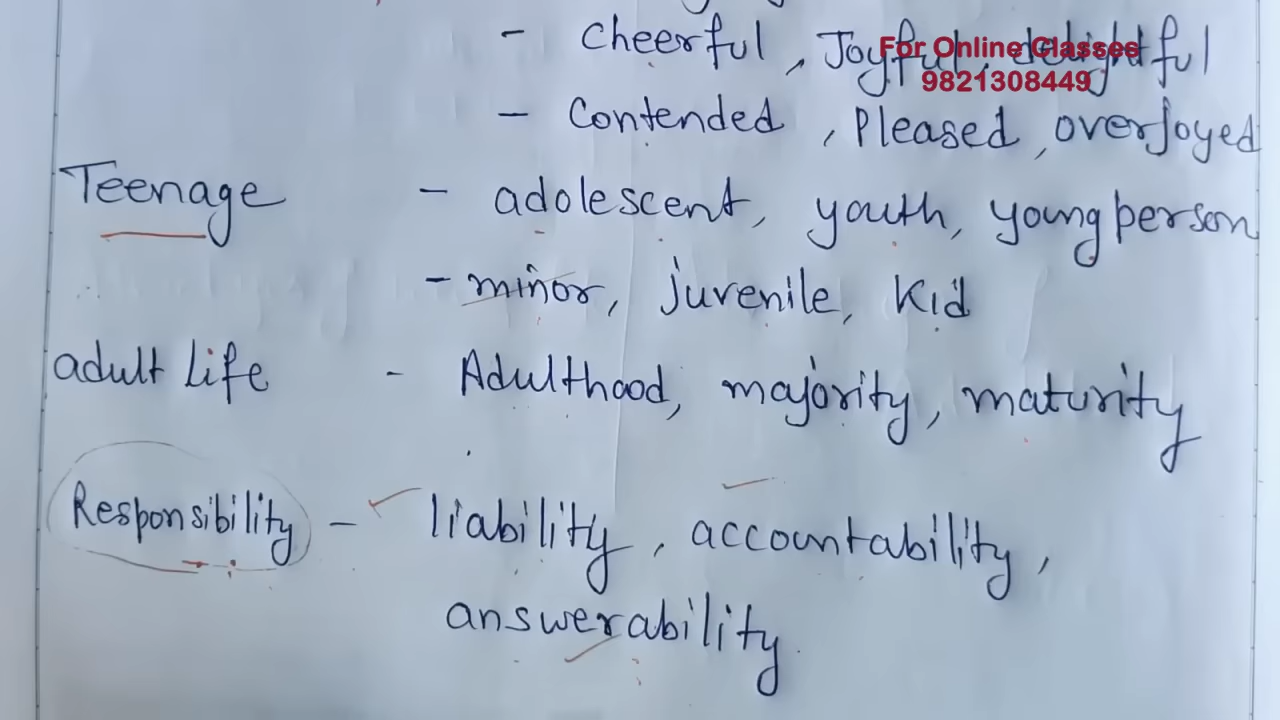 - Cheerful, Joyful, delightful
For Online Classes
9821308449
- Contended, Pleased, overjoyed
Teenage - adolescent, youth, young person
- minor, juvenile, Kid
adult life - Adulthood, majority, maturity
Responsibility - liability, accountability,
answerability